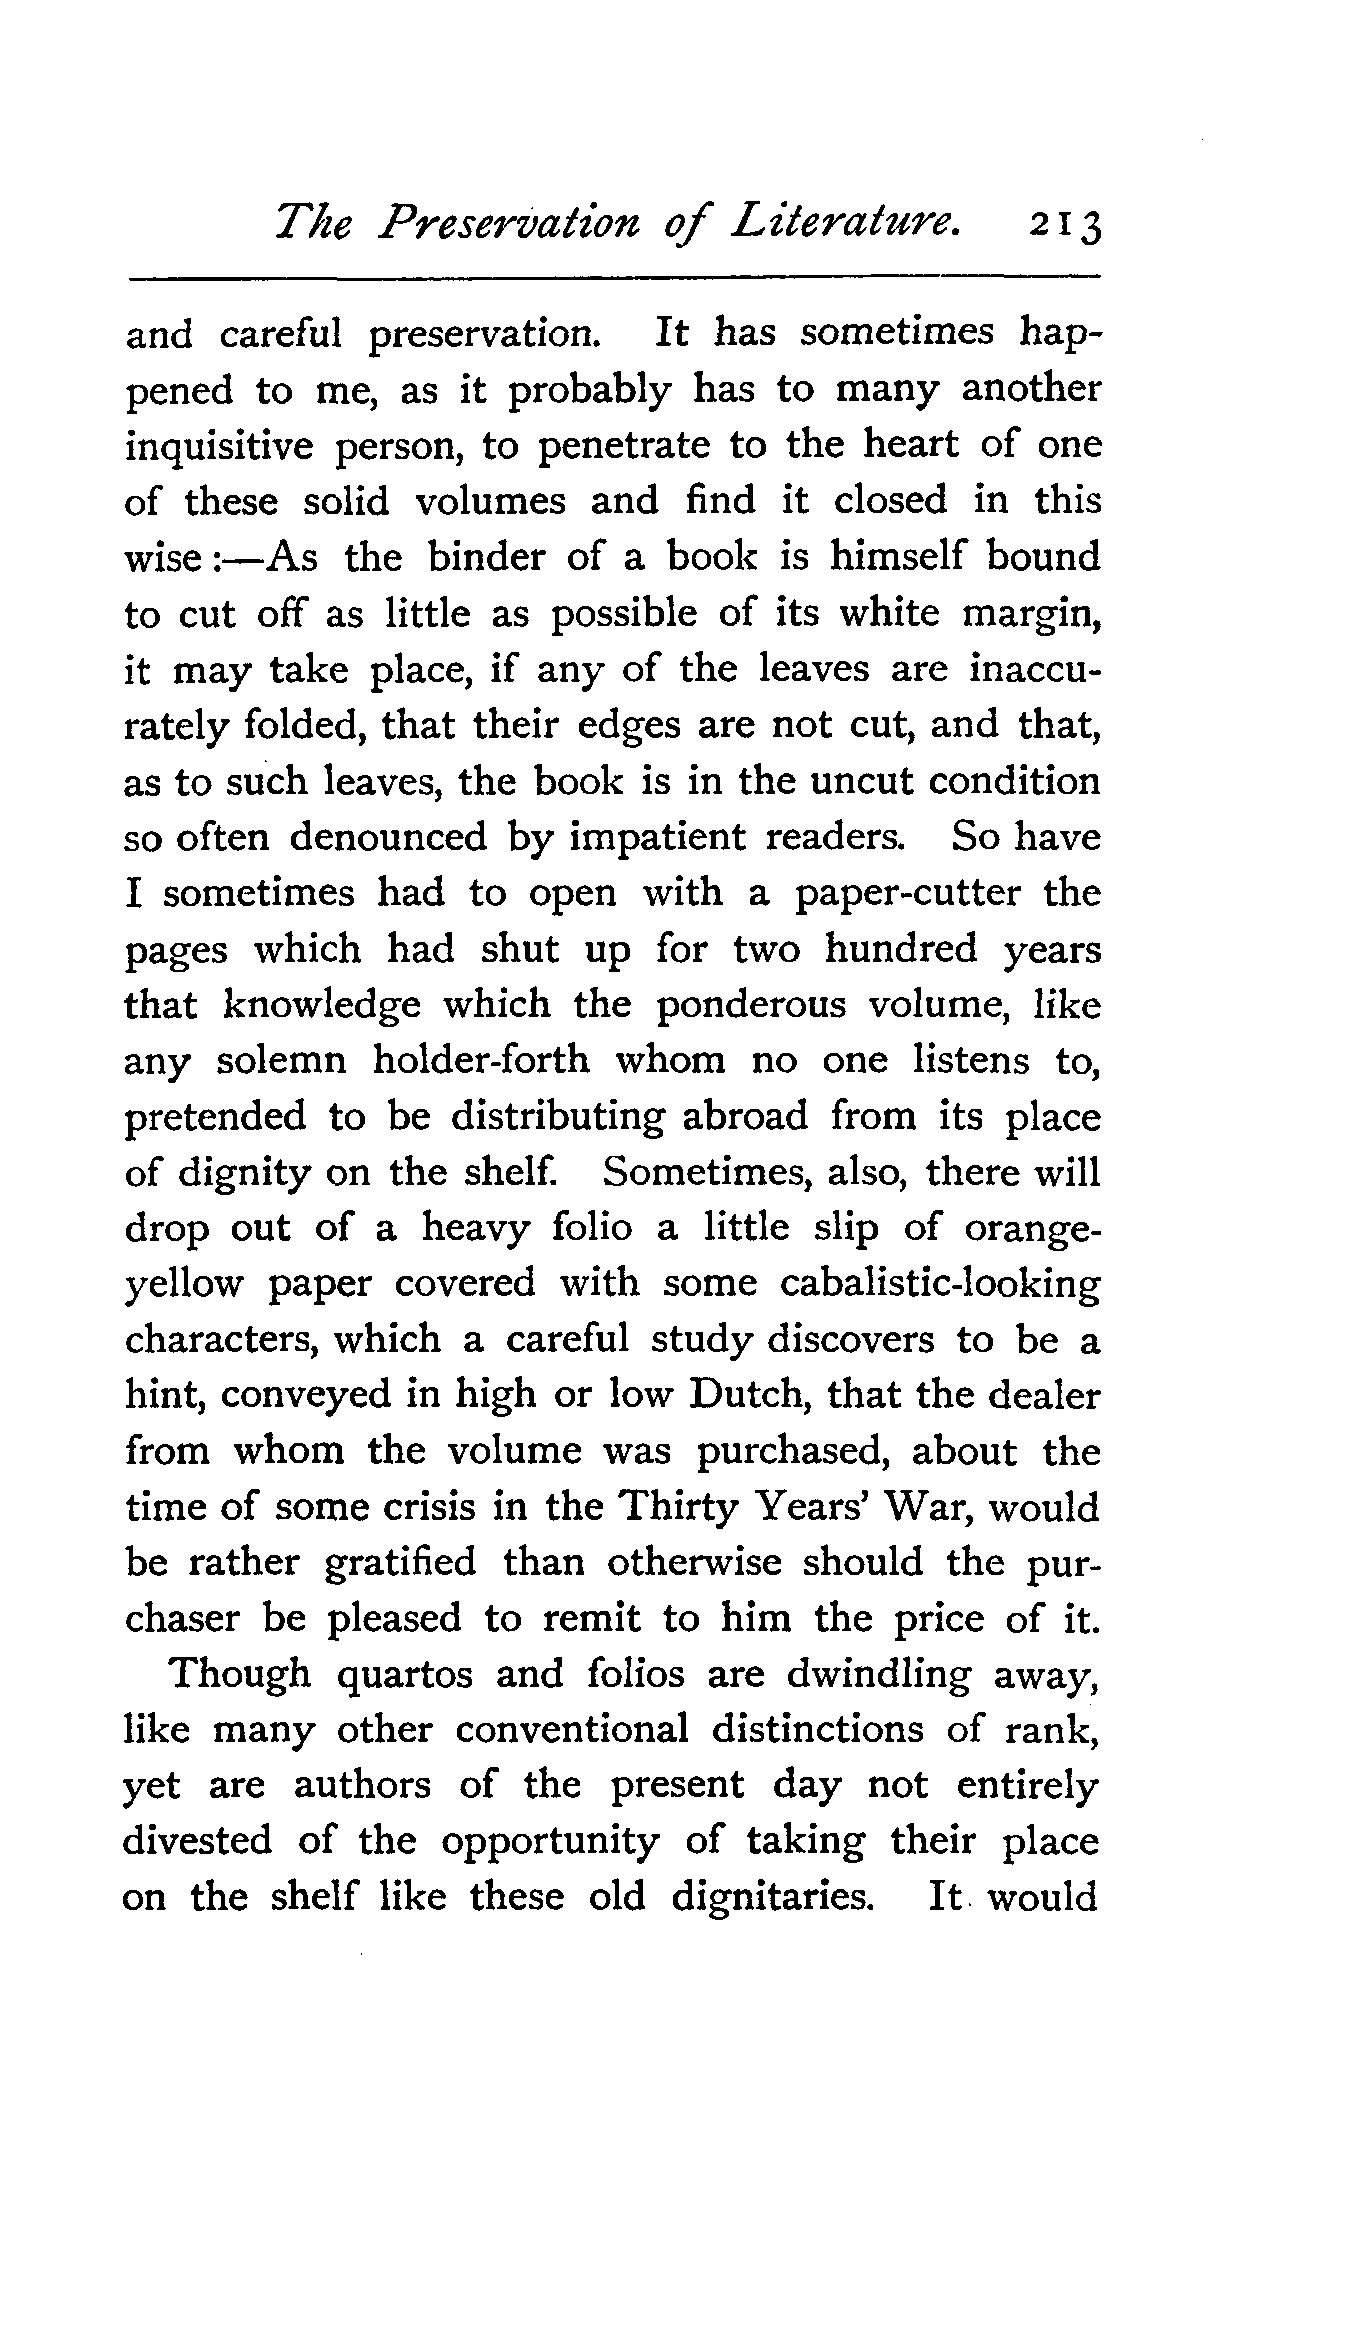 The Preservation of Literature. 213
and careful preservation. It has sometimes hap-
pened to me, as it probably has to many another
inquisitive person, to penetrate to the heart of one
of these solid volumes and find it closed in this
wise :—As the binder of a book is himself bound
to cut off as little as possible of its white margin,
it may take place, if any of the leaves are inaccu-
rately folded, that their edges are not cut, and that,
as to such leaves, the book is in the uncut condition
so often denounced by impatient readers. So have
I sometimes had to open with a paper-cutter the
pages which had shut up for two hundred years
that knowledge which the ponderous volume, like
any solemn holder-forth whom no one listens to,
pretended to be distributing abroad from its place
of dignity on the shelf. Sometimes, also, there will
drop out of a heavy folio a little slip of orange-
yellow paper covered with some cabalistic-looking
characters, which a careful study discovers to be a
hint, conveyed in high or low Dutch, that the dealer
from whom the volume was purchased, about the
time of some crisis in the Thirty Years' War, would
be rather gratified than otherwise should the pur-
chaser be pleased to remit to him the price of it.
Though quartos and folios are dwindling away,
like many other conventional distinctions of rank,
yet are authors of the present day not entirely
divested of the opportunity of taking their place
on the shelf like these old dignitaries. It would